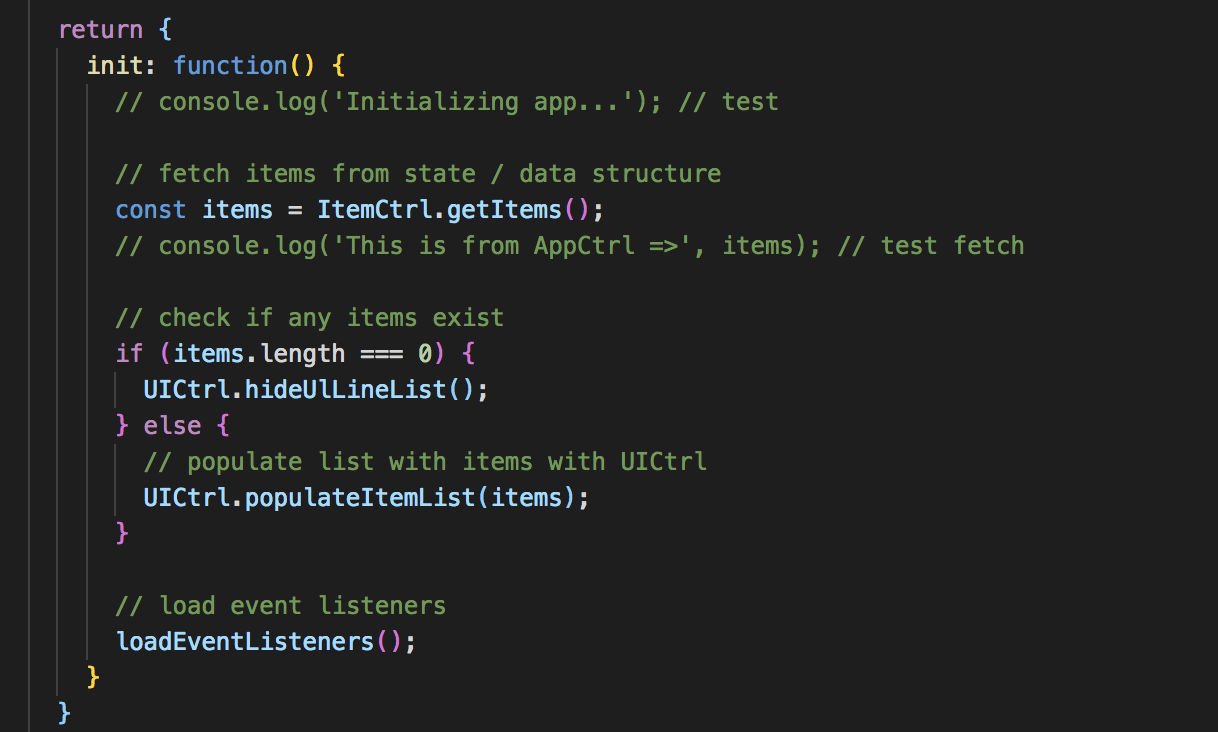 return {
init: function() {
// console.log('Initializing app...'); // test
// fetch items from state / data structure
const items = ItemCtrl.getItems();
// console.log('This is from AppCtrl =>', items); // test fetch
// check if any items exist
if (items.length === 0) {
UICtrl.hideUlLineList();
} else {
// populate list with items with UICtrl
UICtrl.populateItemList(items);
}
// load event listeners
loadEventListeners();
}
}